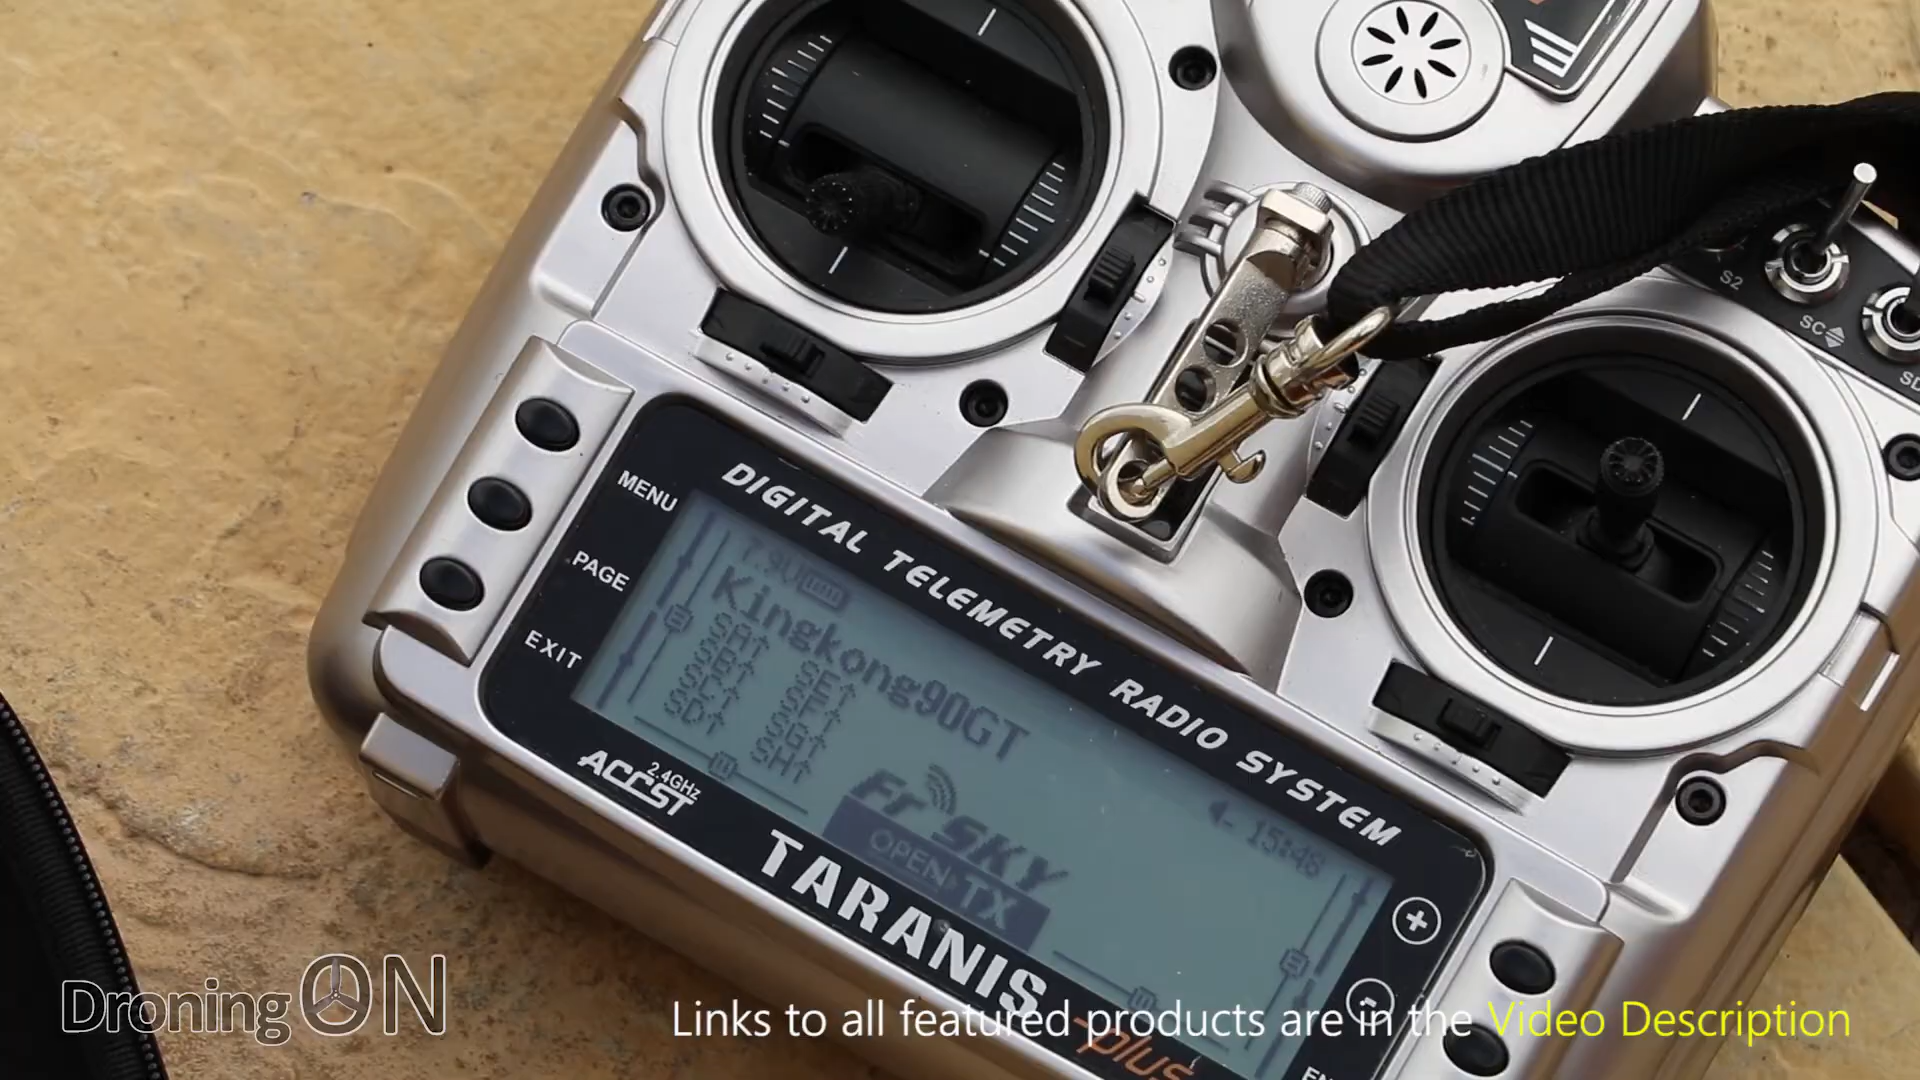 S2
SC
SD
MENU
PAGE
EXIT
DIGITAL TELEMETRY RADIO SYSTEM
Kingkong90GT
SA↑ SE↑
SB↑ SF↑
SC↑ SG↑
SD↑ SH↑
FrSKY
OPEN TX
15:46
ACCST 2.4GHz
TARANIS
plus
+
-
DroningON
Links to all featured products are in the Video Description